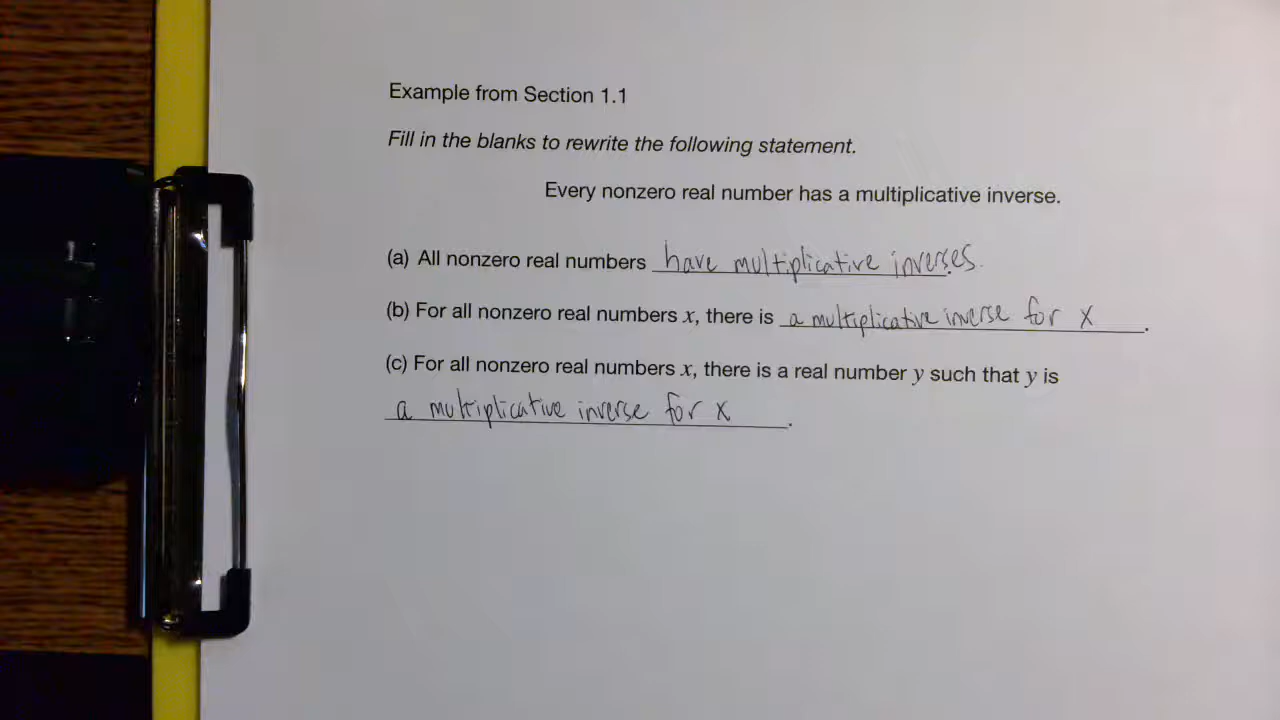 Example from Section 1.1
Fill in the blanks to rewrite the following statement.
Every nonzero real number has a multiplicative inverse.
(a) All nonzero real numbers have multiplicative inverses.
(b) For all nonzero real numbers x, there is a multiplicative inverse for x.
(c) For all nonzero real numbers x, there is a real number y such that y is
a multiplicative inverse for x.